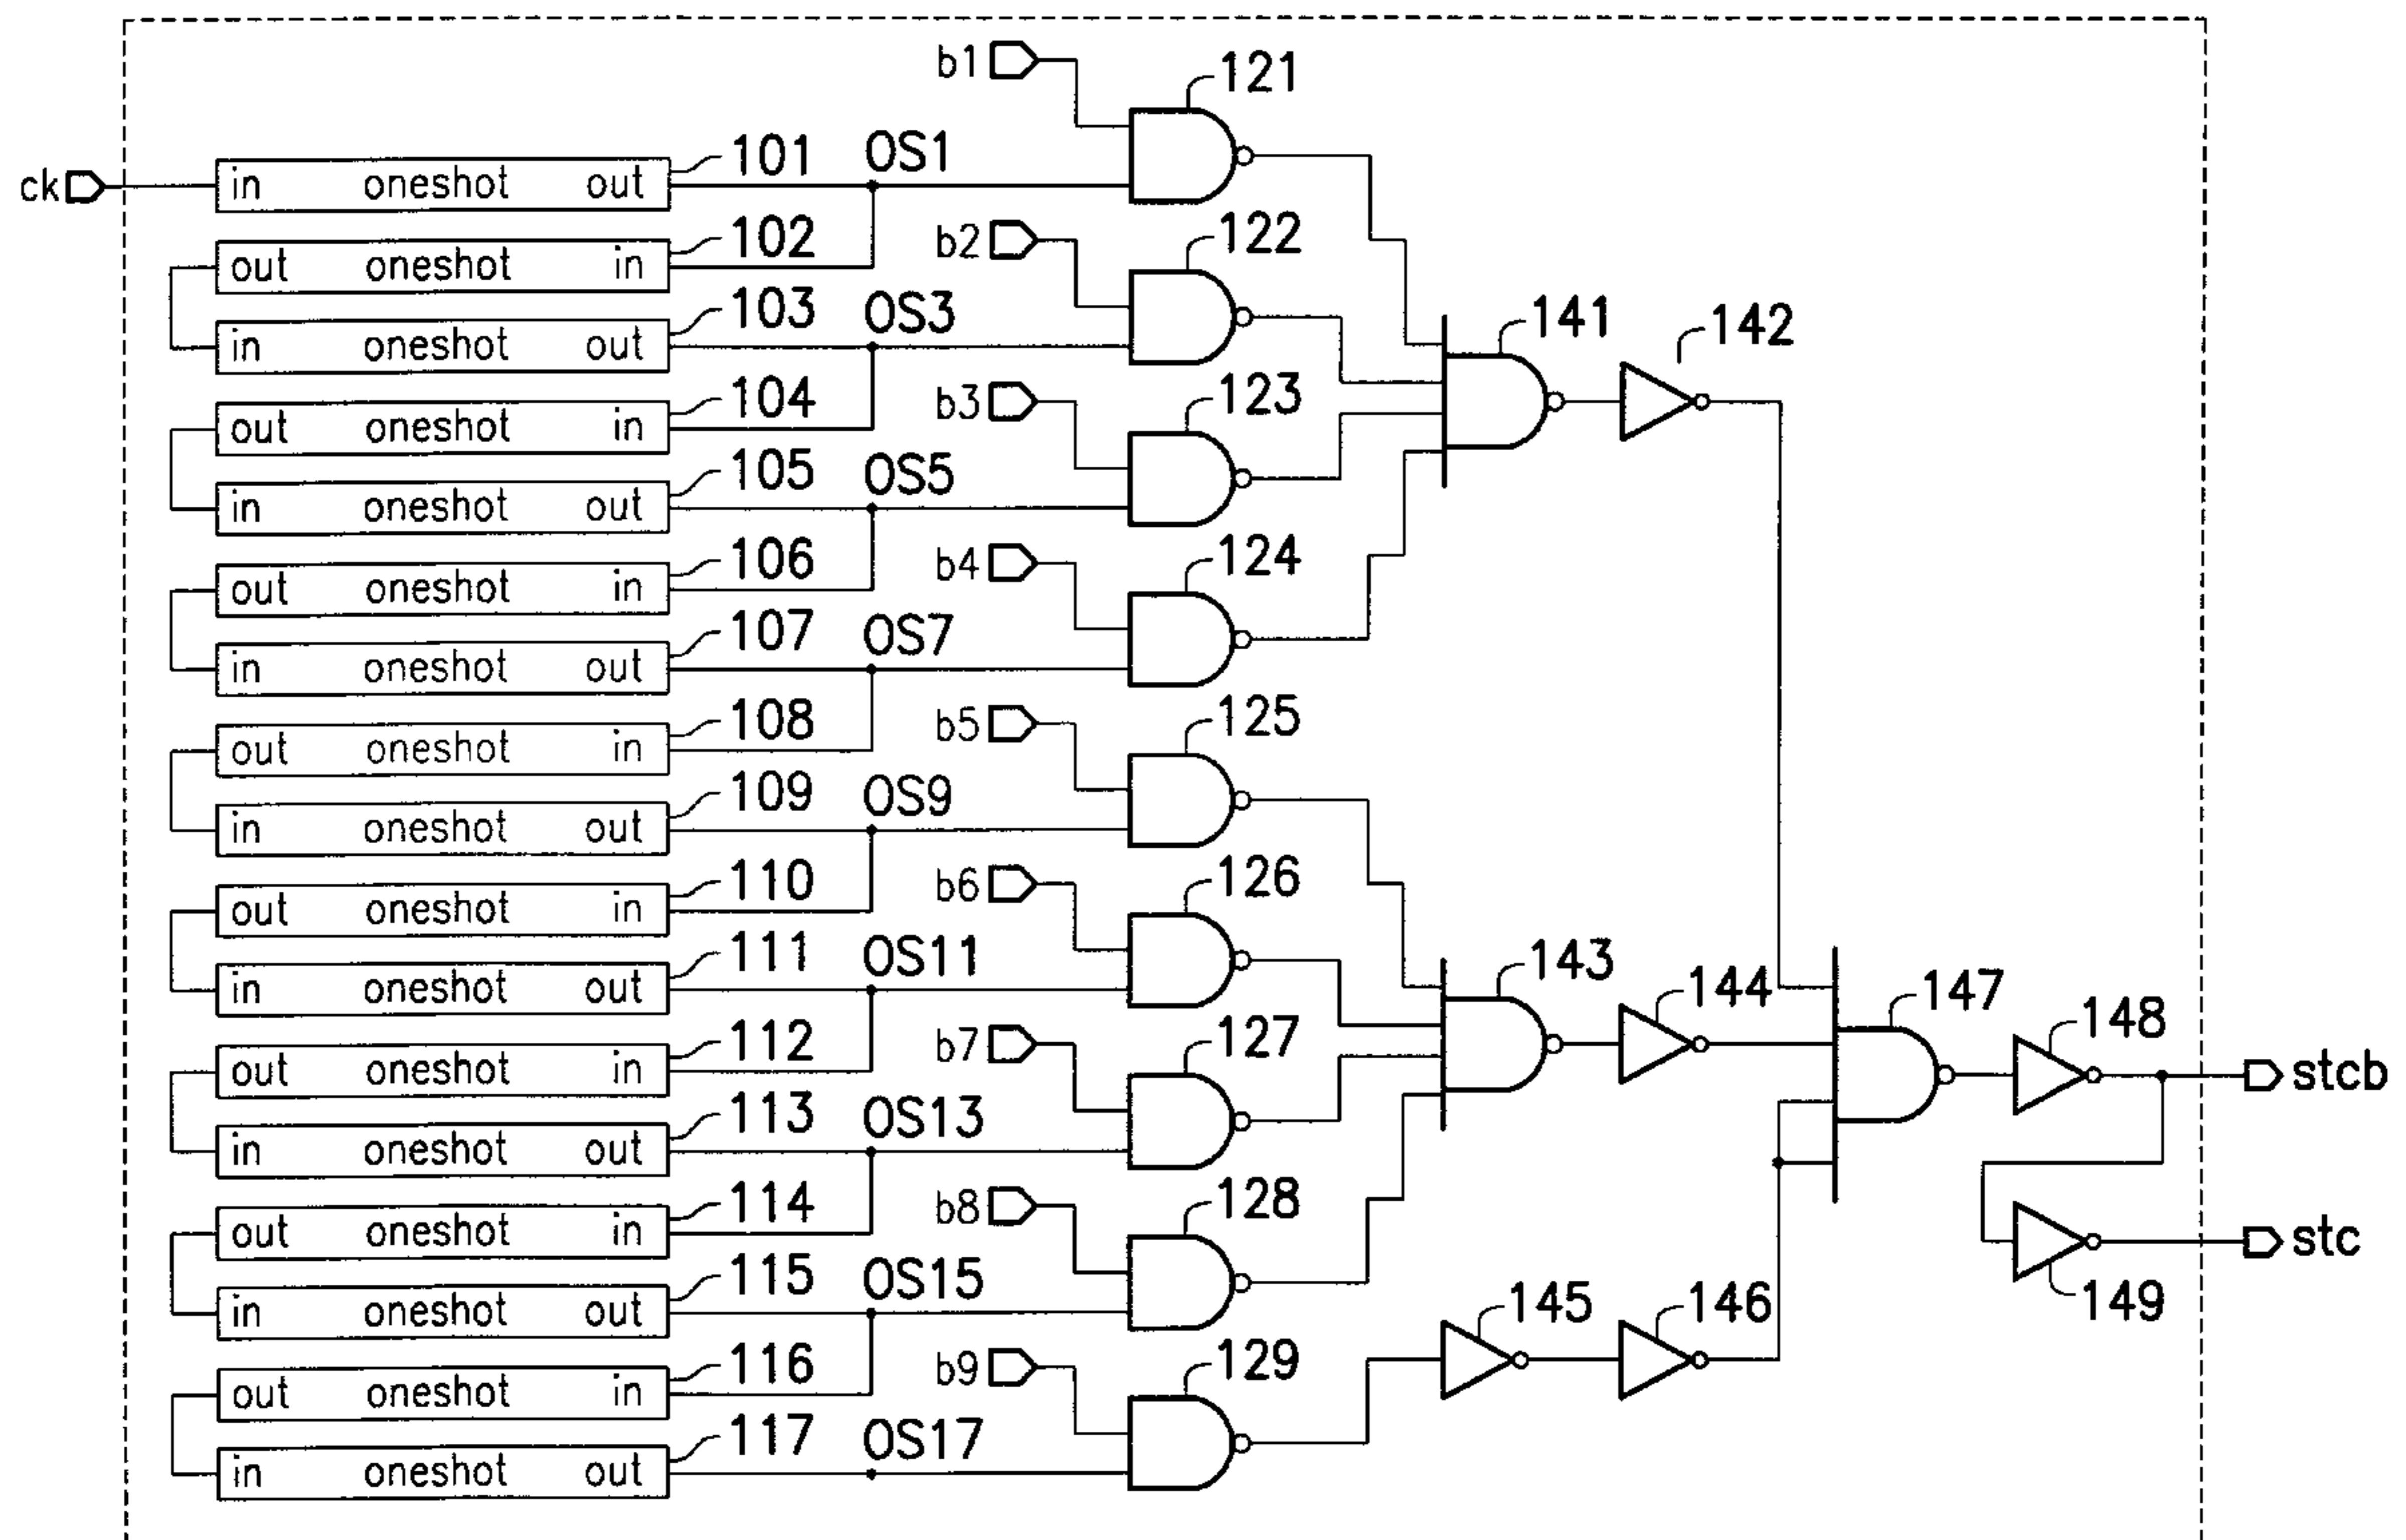 b1
121
ck
in oneshot out
101
OS1
out oneshot in
102
b2
122
in oneshot out
103
OS3
141
142
out oneshot in
104
b3
123
in oneshot out
105
OS5
out oneshot in
106
b4
124
in oneshot out
107
OS7
out oneshot in
108
b5
125
in oneshot out
109
OS9
out oneshot in
110
b6
126
in oneshot out
111
OS11
143
144
147
148
out oneshot in
112
b7
127
stcb
in oneshot out
113
OS13
out oneshot in
114
b8
128
stc
in oneshot out
115
OS15
145
146
149
out oneshot in
116
b9
129
in oneshot out
117
OS17